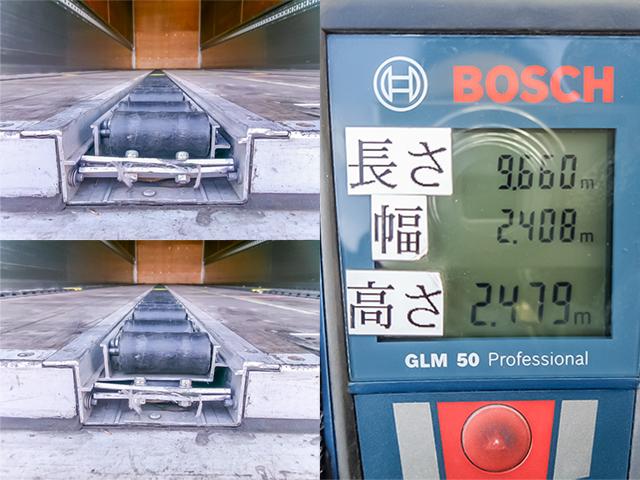 BOSCH
長さ 9.660m
幅 2.408m
高さ 2.479m
GLM 50 Professional